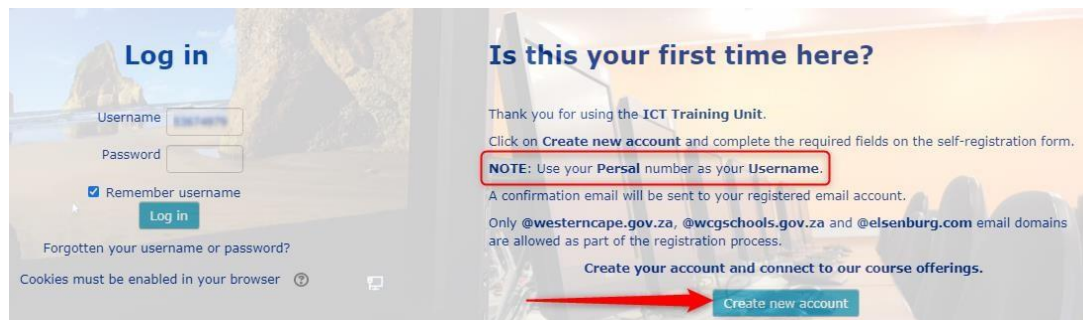 Log in
Username
Password
Remember username
Log in
Forgotten your username or password?
Cookies must be enabled in your browser
Is this your first time here?
Thank you for using the ICT Training Unit.
Click on Create new account and complete the required fields on the self-registration form.
NOTE: Use your Persal number as your Username.
A confirmation email will be sent to your registered email account.
Only @westerncape.gov.za, @wcgschools.gov.za and @elsenburg.com email domains
are allowed as part of the registration process.
Create your account and connect to our course offerings.
Create new account